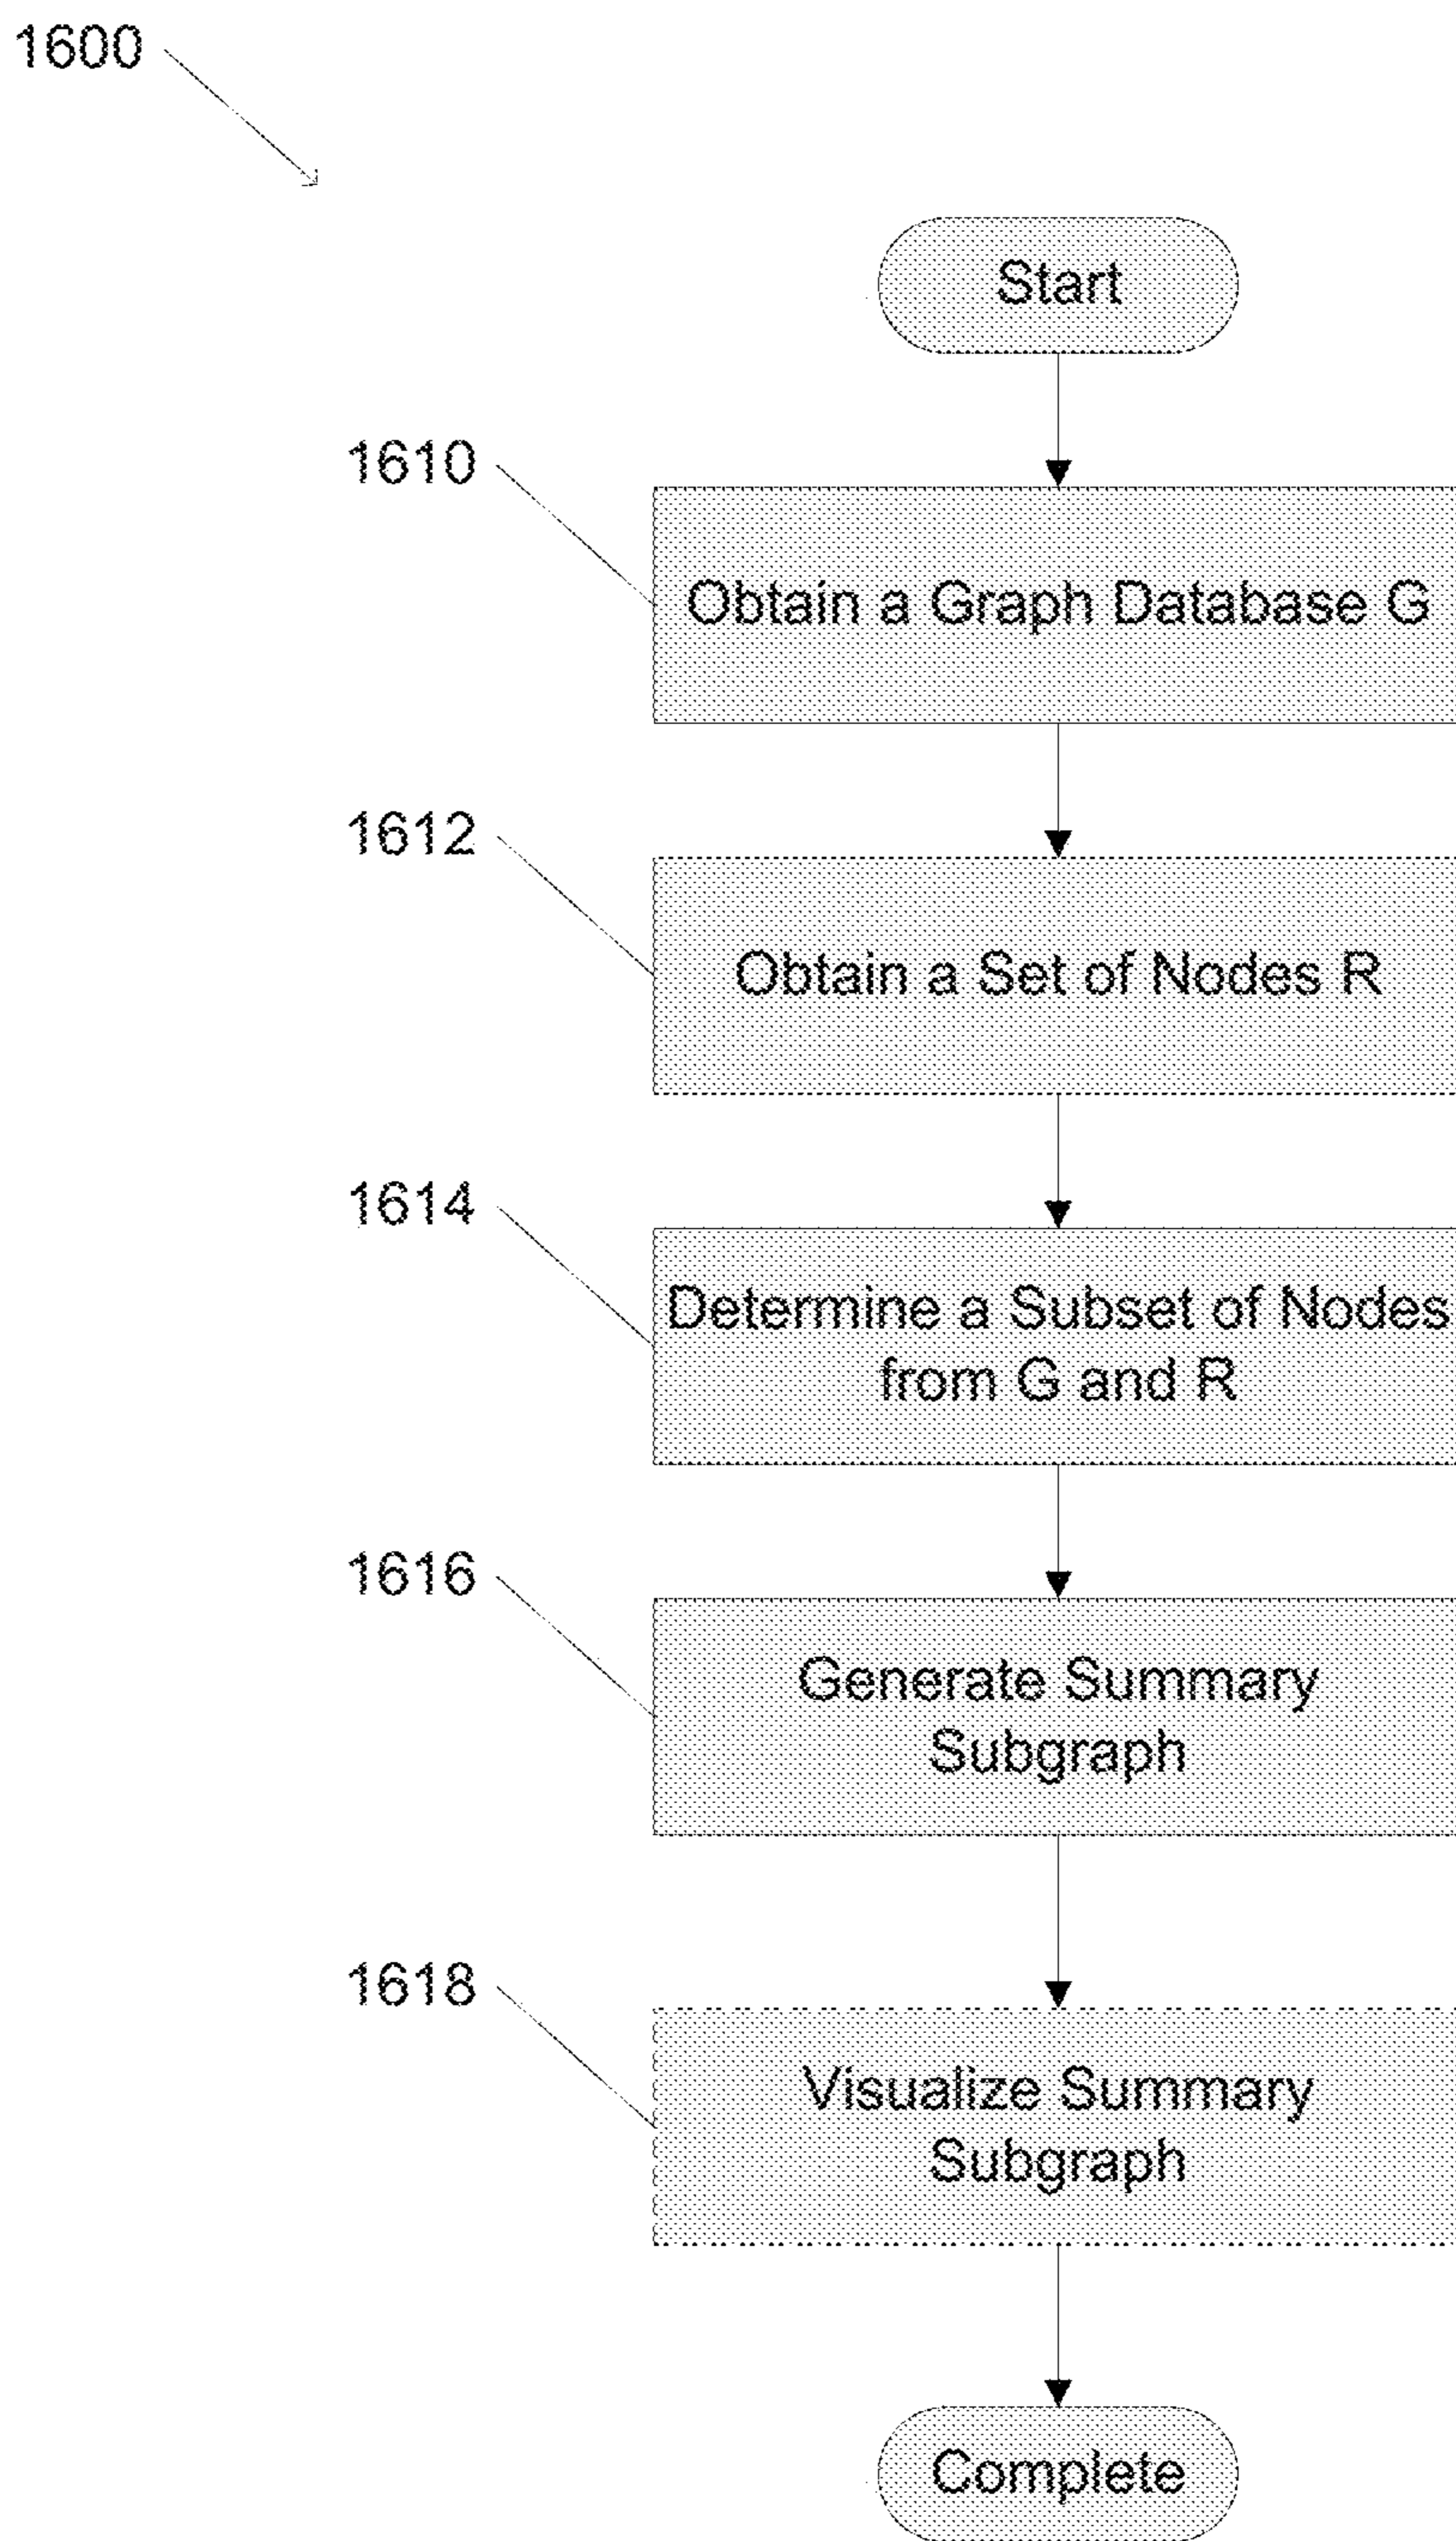 1600
Start
1610
Obtain a Graph Database G
1612
Obtain a Set of Nodes R
1614
Determine a Subset of Nodes
from G and R
1616
Generate Summary
Subgraph
1618
Visualize Summary
Subgraph
Complete